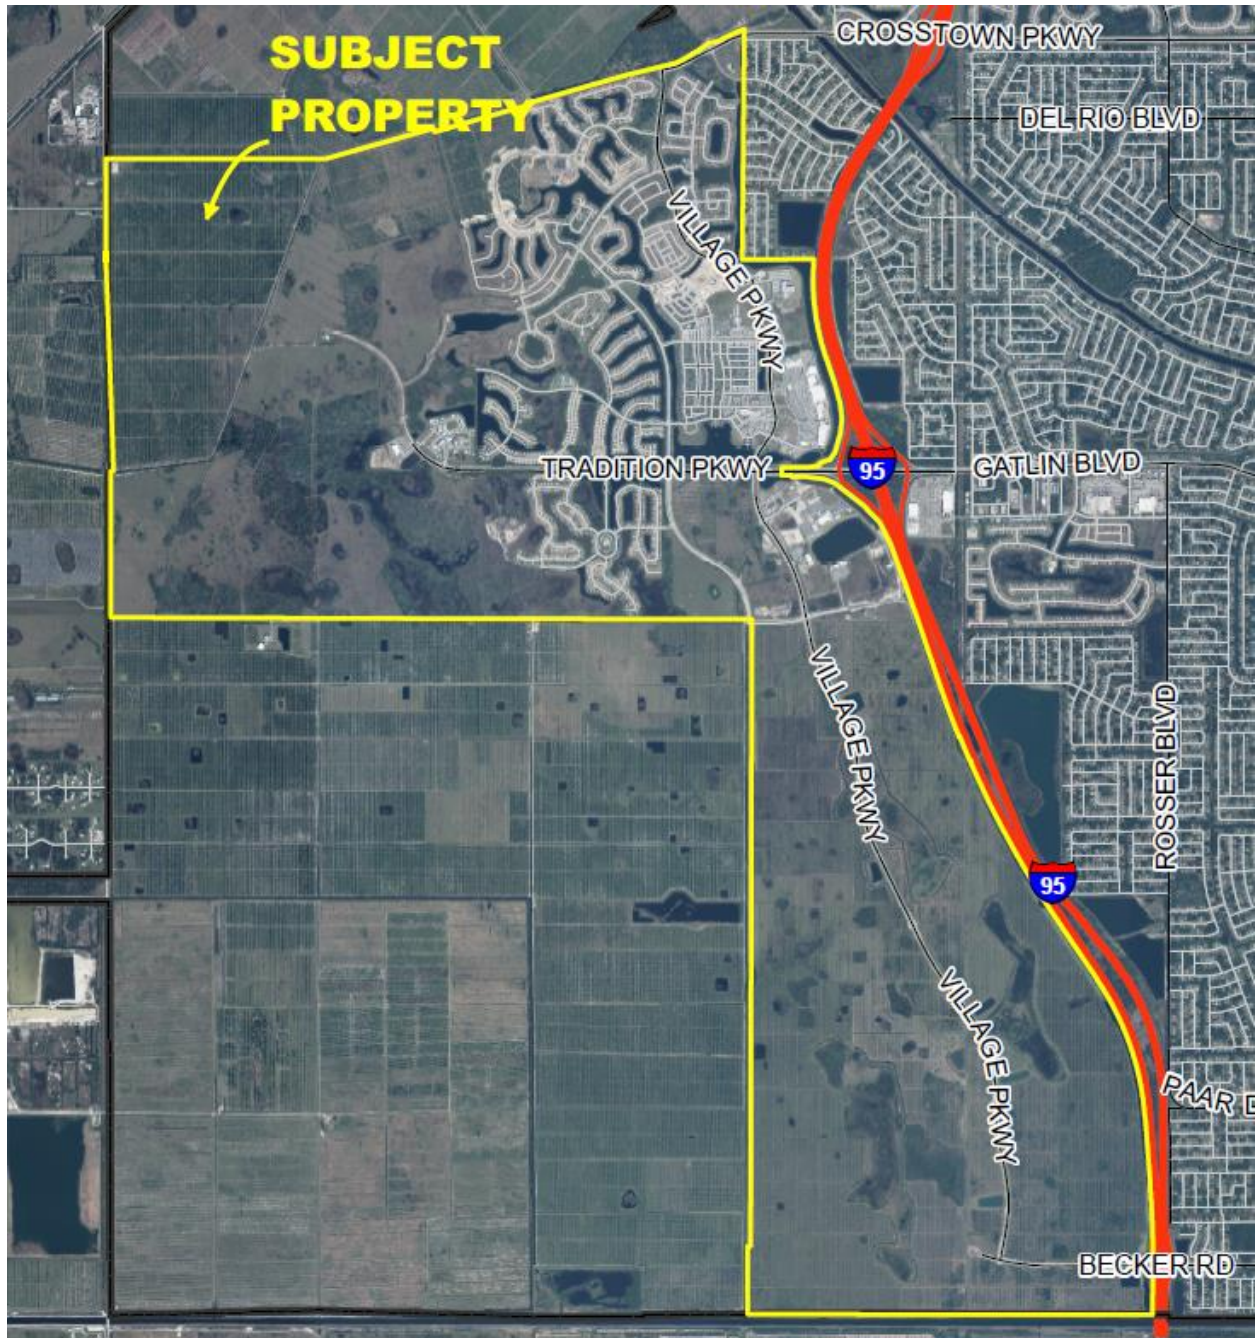 SUBJECT
PROPERTY
CROSSTOWN PKWY
DEL RIO BLVD
VILLAGE PKWY
TRADITION PKWY
95
GATLIN BLVD
VILLAGE PKWY
ROSSER BLVD
95
VILLAGE PKWY
PAAR D
BECKER RD